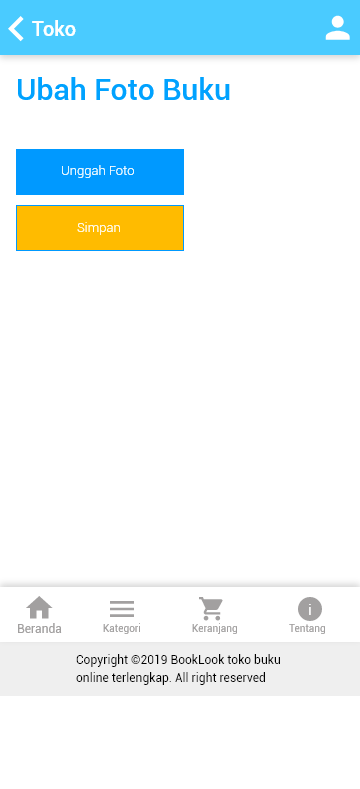 Toko
Ubah Foto Buku
Unggah Foto
Simpan
Beranda
Kategori
Keranjang
Tentang
Copyright ©2019 BookLook toko buku
online terlengkap. All right reserved